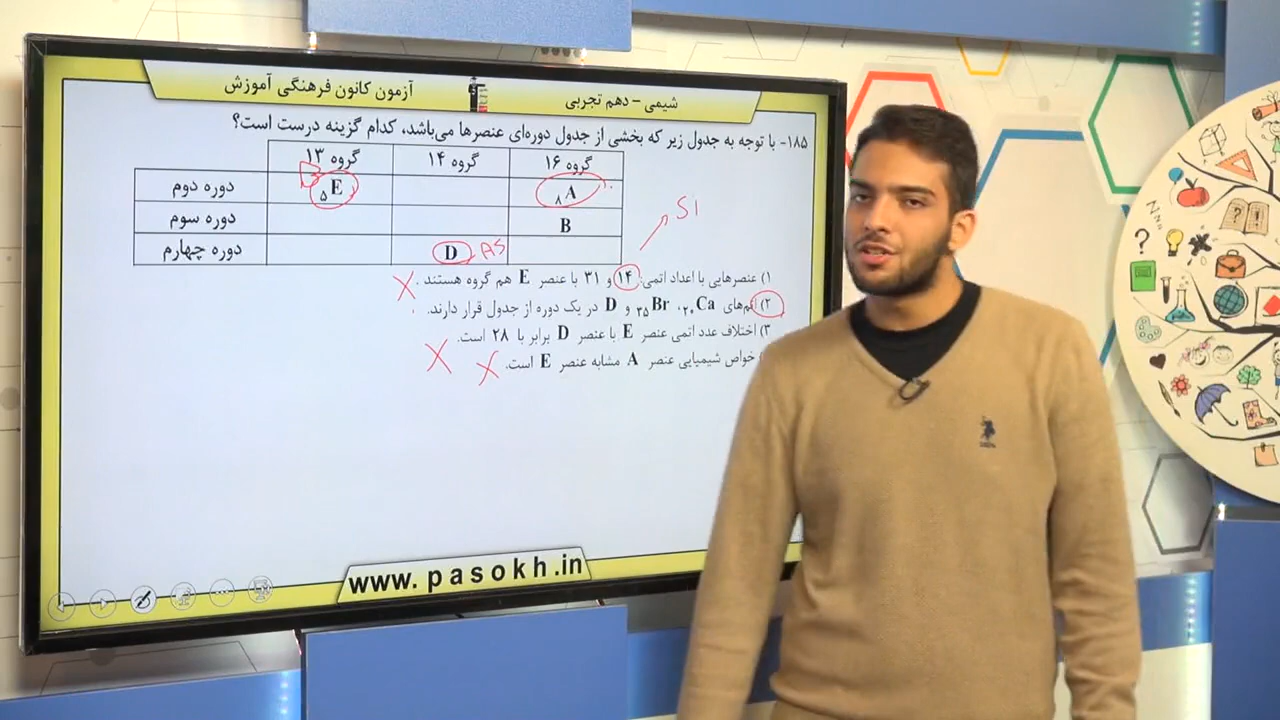 آزمون کانون فرهنگی آموزش
شیمی - دهم تجربی
۱۸۵- با توجه به جدول زیر که بخشی از جدول دوره‌ای عنصرها می‌باشد، کدام گزینه درست است؟
گروه ۱۶ گروه ۱۴ گروه ۱۳
₈A ₅E دوره دوم
B دوره سوم
D As دوره چهارم
Si
۱) عنصرهایی با اعداد اتمی: ۱۴ و ۳۱ با عنصر E هم گروه هستند.
۲) اتم‌های ₂₀Ca، ₃₅Br و D در یک دوره از جدول قرار دارند.
۳) اختلاف عدد اتمی عنصر E با عنصر D برابر با ۲۸ است.
خواص شیمیایی عنصر A مشابه عنصر E است.
www.pasokh.in